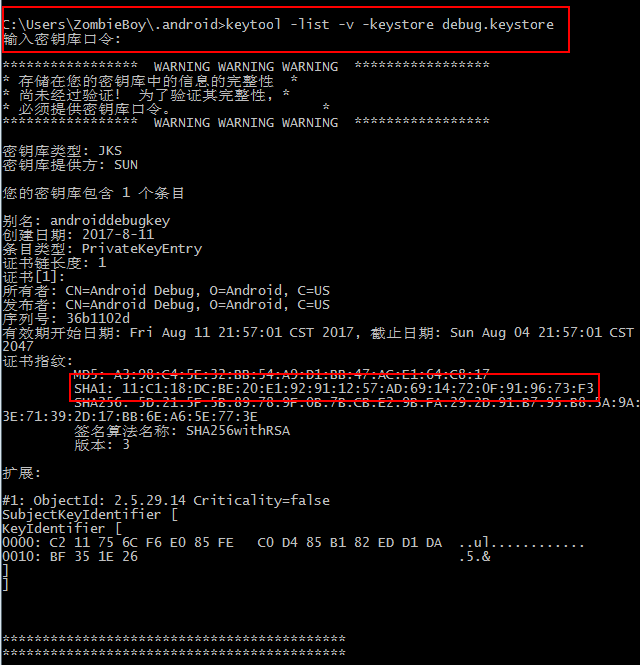 C:\Users\ZombieBoy\.android>keytool -list -v -keystore debug.keystore
输入密钥库口令:
***************** WARNING WARNING WARNING *****************
* 存储在您的密钥库中的信息的完整性 *
* 尚未经过验证! 为了验证其完整性, *
* 必须提供密钥库口令。 *
***************** WARNING WARNING WARNING *****************
密钥库类型: JKS
密钥库提供方: SUN
您的密钥库包含 1 个条目
别名: androiddebugkey
创建日期: 2017-8-11
条目类型: PrivateKeyEntry
证书链长度: 1
证书[1]:
所有者: CN=Android Debug, O=Android, C=US
发布者: CN=Android Debug, O=Android, C=US
序列号: 36b1102d
有效期开始日期: Fri Aug 11 21:57:01 CST 2017, 截止日期: Sun Aug 04 21:57:01 CST
2047
证书指纹:
MD5: A3:98:C4:5E:32:BB:54:A9:D1:BB:47:AC:E1:64:C8:17
SHA1: 11:C1:18:DC:BE:20:E1:92:91:12:57:AD:69:14:72:0F:91:96:73:F3
SHA256: 5D:21:5F:5B:89:78:9F:0B:7B:CB:E2:9B:FA:29:2D:91:B7:95:B8:5A:9A:
3E:71:39:2D:17:BB:6E:A6:5E:77:3E
签名算法名称: SHA256withRSA
版本: 3
扩展:
#1: ObjectId: 2.5.29.14 Criticality=false
SubjectKeyIdentifier [
KeyIdentifier [
0000: C2 11 75 6C F6 E0 85 FE C0 D4 85 B1 82 ED D1 DA ..ul............
0010: BF 35 1E 26 .5.&
]
]
*******************************************
*******************************************